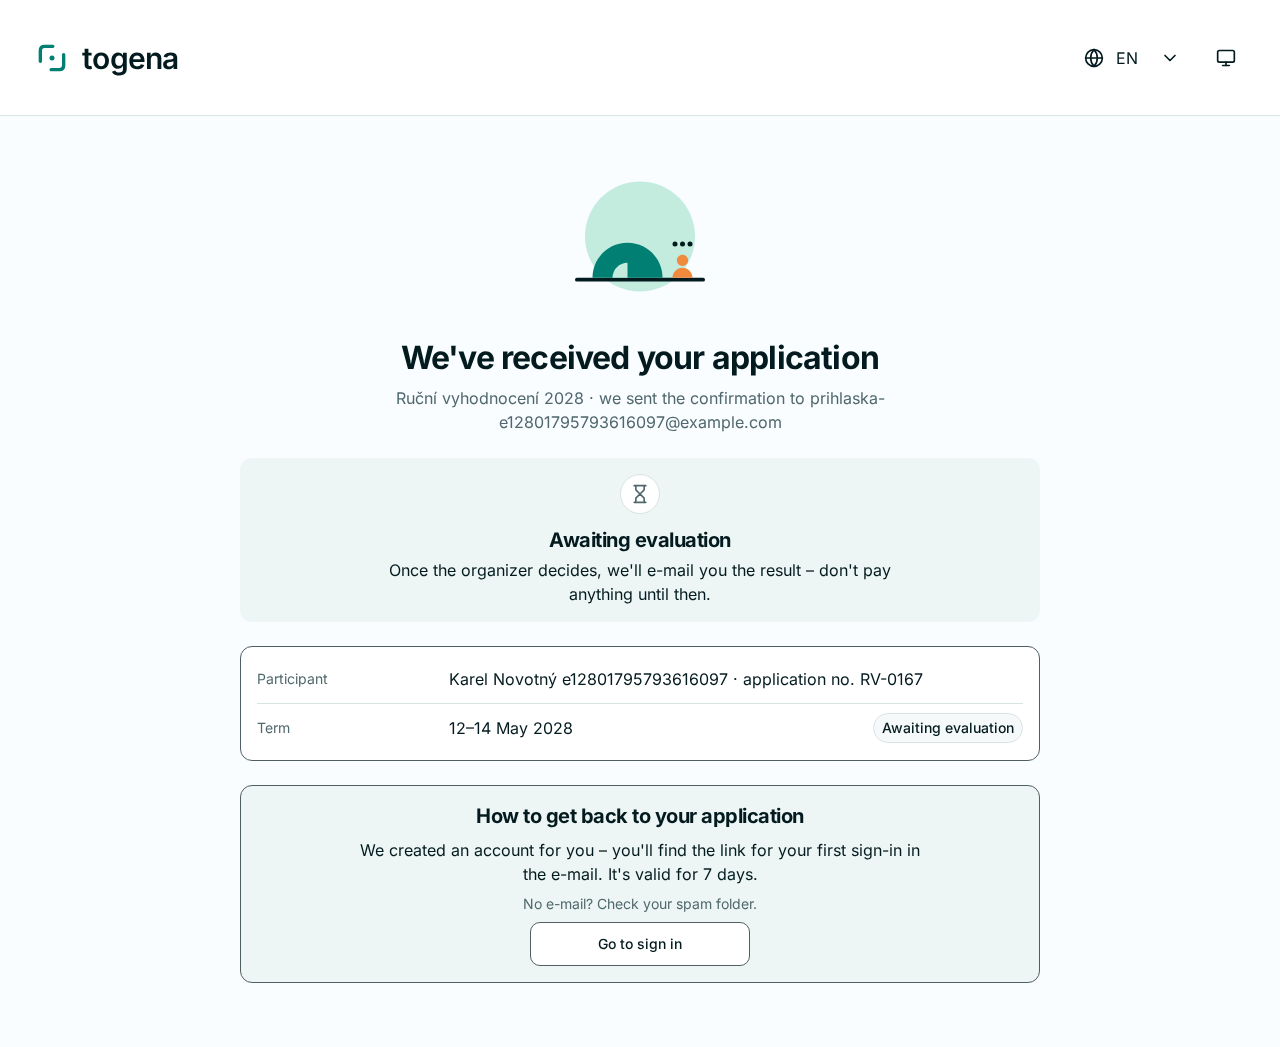 togena
EN
We've received your application
Ruční vyhodnocení 2028 · we sent the confirmation to prihlaska-
e12801795793616097@example.com
Awaiting evaluation
Once the organizer decides, we'll e-mail you the result – don't pay
anything until then.
Participant
Karel Novotný e12801795793616097 · application no. RV-0167
Term
12–14 May 2028
Awaiting evaluation
How to get back to your application
We created an account for you – you'll find the link for your first sign-in in
the e-mail. It's valid for 7 days.
No e-mail? Check your spam folder.
Go to sign in